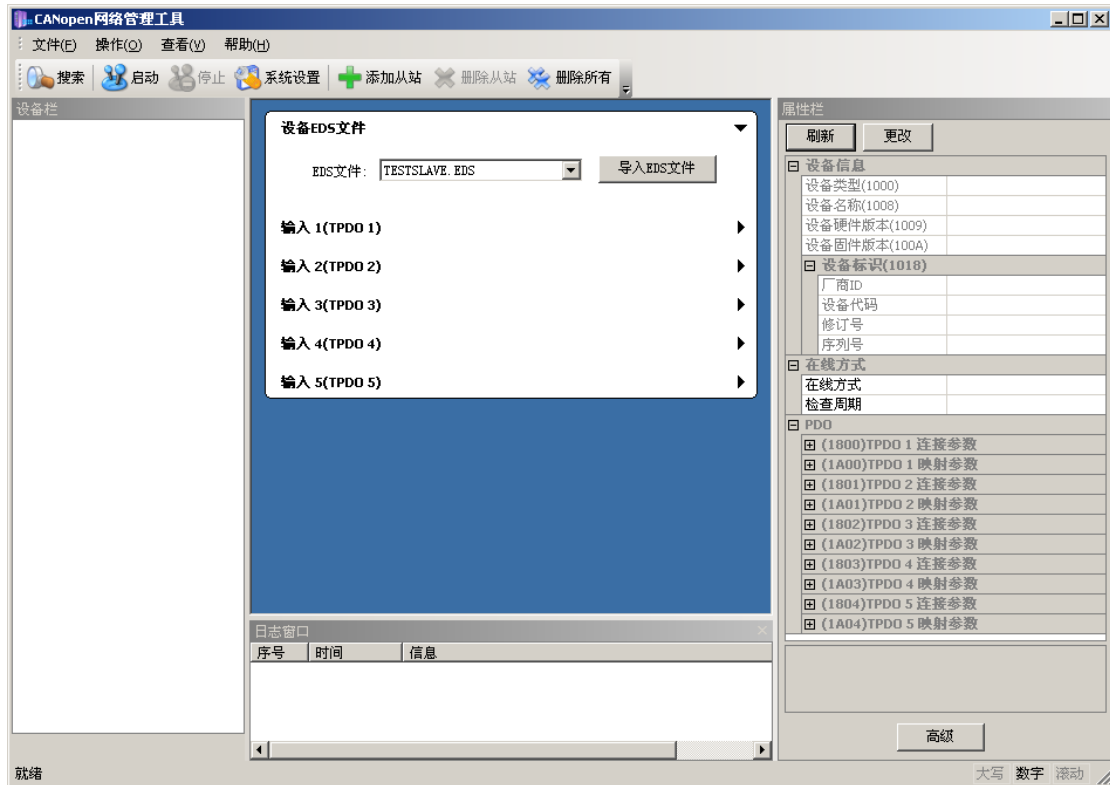 CANopen网络管理工具
文件(F) 操作(O) 查看(V) 帮助(H)
搜索 启动 停止 系统设置 添加从站 删除从站 删除所有
设备栏
设备EDS文件
EDS文件: TESTSLAVE.EDS 导入EDS文件
输入 1(TPDO 1)
输入 2(TPDO 2)
输入 3(TPDO 3)
输入 4(TPDO 4)
输入 5(TPDO 5)
日志窗口
序号 时间 信息
属性栏
刷新 更改
设备信息
设备类型(1000)
设备名称(1008)
设备硬件版本(1009)
设备固件版本(100A)
设备标识(1018)
厂商ID
设备代码
修订号
序列号
在线方式
在线方式
检查周期
PDO
(1800)TPDO 1 连接参数
(1A00)TPDO 1 映射参数
(1801)TPDO 2 连接参数
(1A01)TPDO 2 映射参数
(1802)TPDO 3 连接参数
(1A02)TPDO 3 映射参数
(1803)TPDO 4 连接参数
(1A03)TPDO 4 映射参数
(1804)TPDO 5 连接参数
(1A04)TPDO 5 映射参数
高级
就绪
大写 数字 滚动